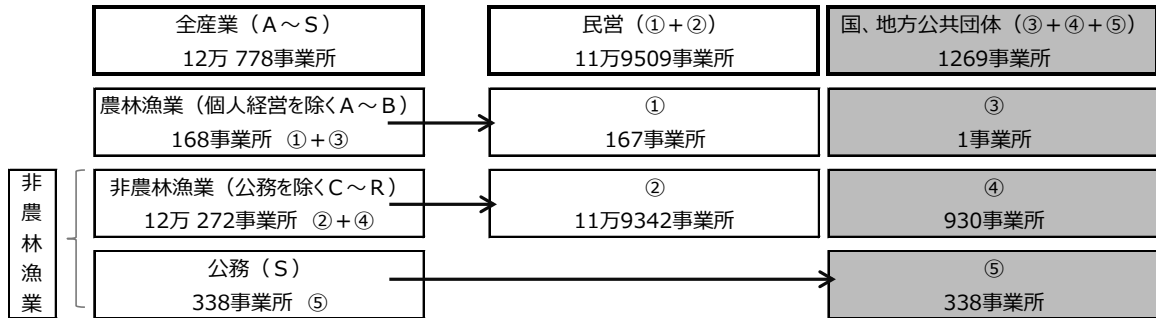 全産業（A～S）
12万 778事業所
民営（①＋②）
11万9509事業所
国、地方公共団体（③＋④＋⑤）
1269事業所
農林漁業（個人経営を除くA～B）
168事業所 ①＋③
①
167事業所
③
1事業所
非農林漁業
非農林漁業（公務を除くC～R）
12万 272事業所 ②＋④
②
11万9342事業所
④
930事業所
公務（S）
338事業所 ⑤
⑤
338事業所